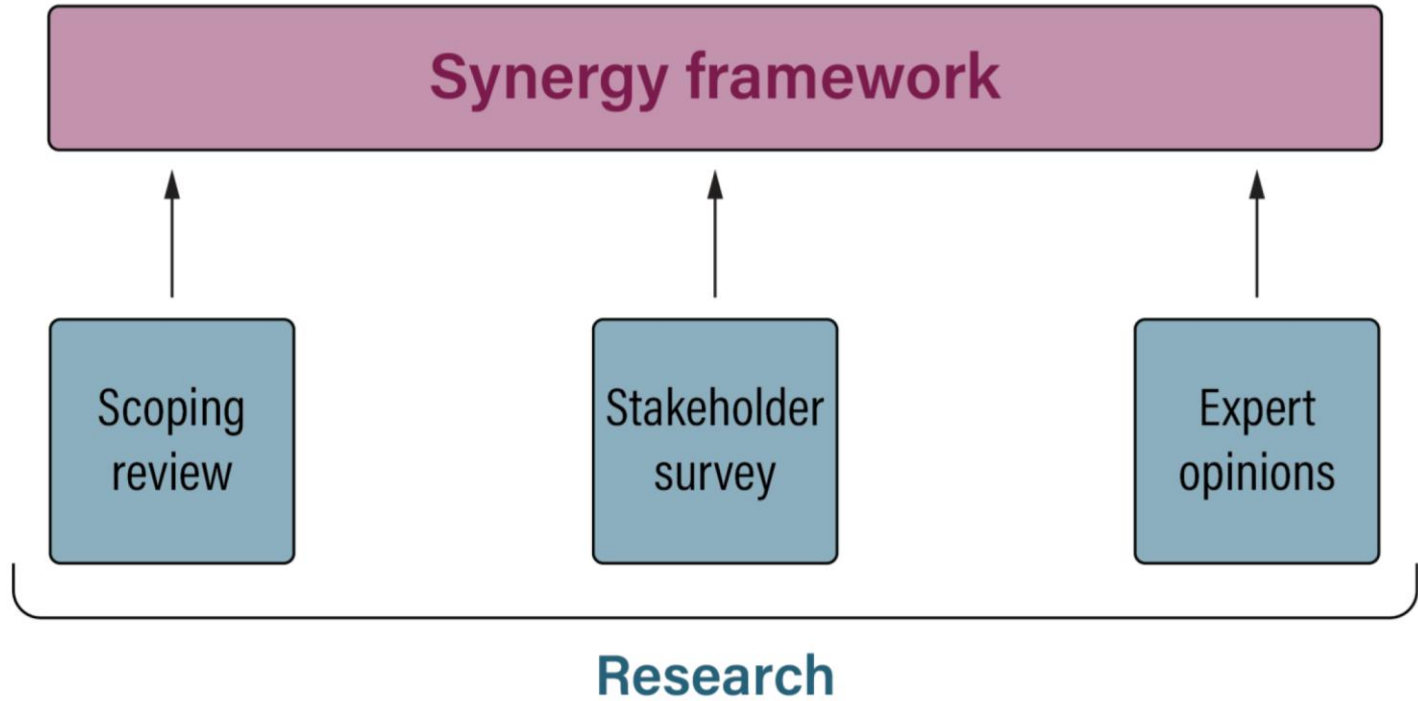 Synergy framework
Scoping
review
Stakeholder
survey
Expert
opinions
Research